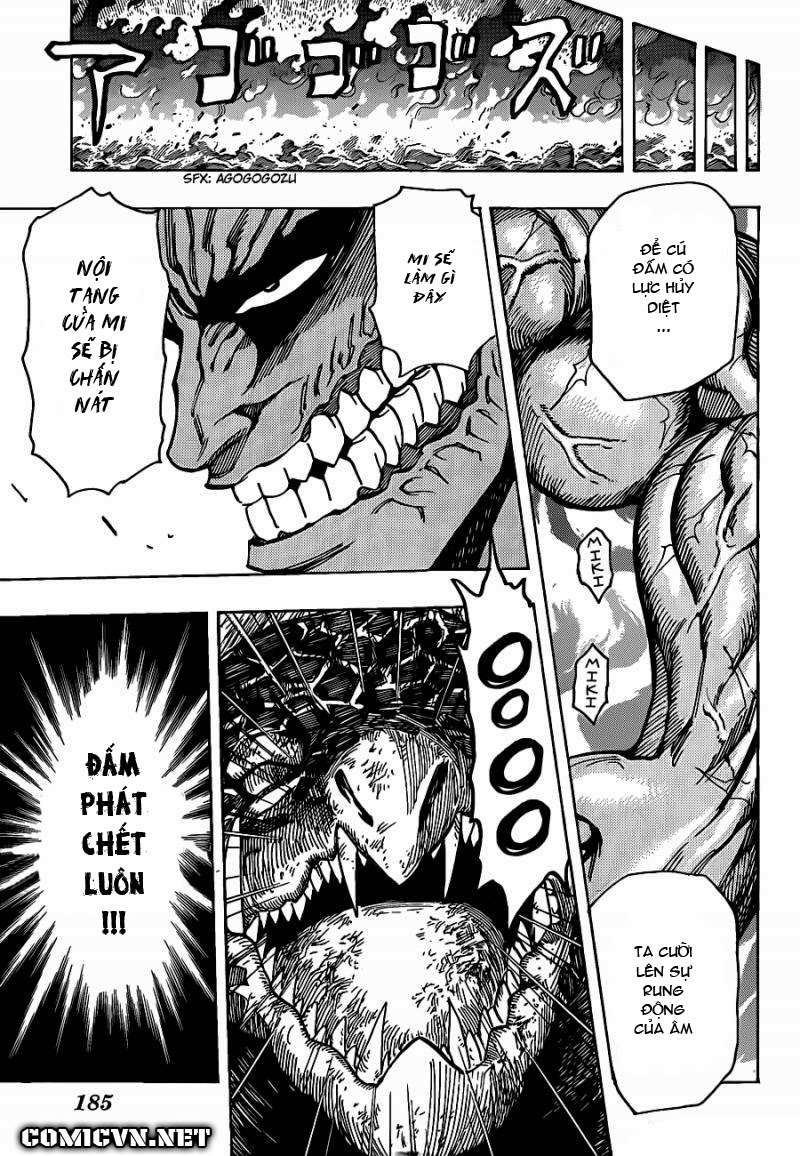 アゴゴゴズ
SFX: AGOGOGOZU
ĐỂ CÚ
ĐẤM CÓ
LỰC HỦY
DIỆT
...
MIKI
MIKI
TA CƯỠI
LÊN SỰ
RUNG
ĐỘNG
CỦA ÂM
MI SẼ
LÀM GÌ
ĐÂY
NỘI
TẠNG
CỦA MI
SẼ BỊ
CHẤN
NÁT
OOOO
ĐẤM
PHÁT
CHẾT
LUÔN
!!!
185
COMICVN.NET